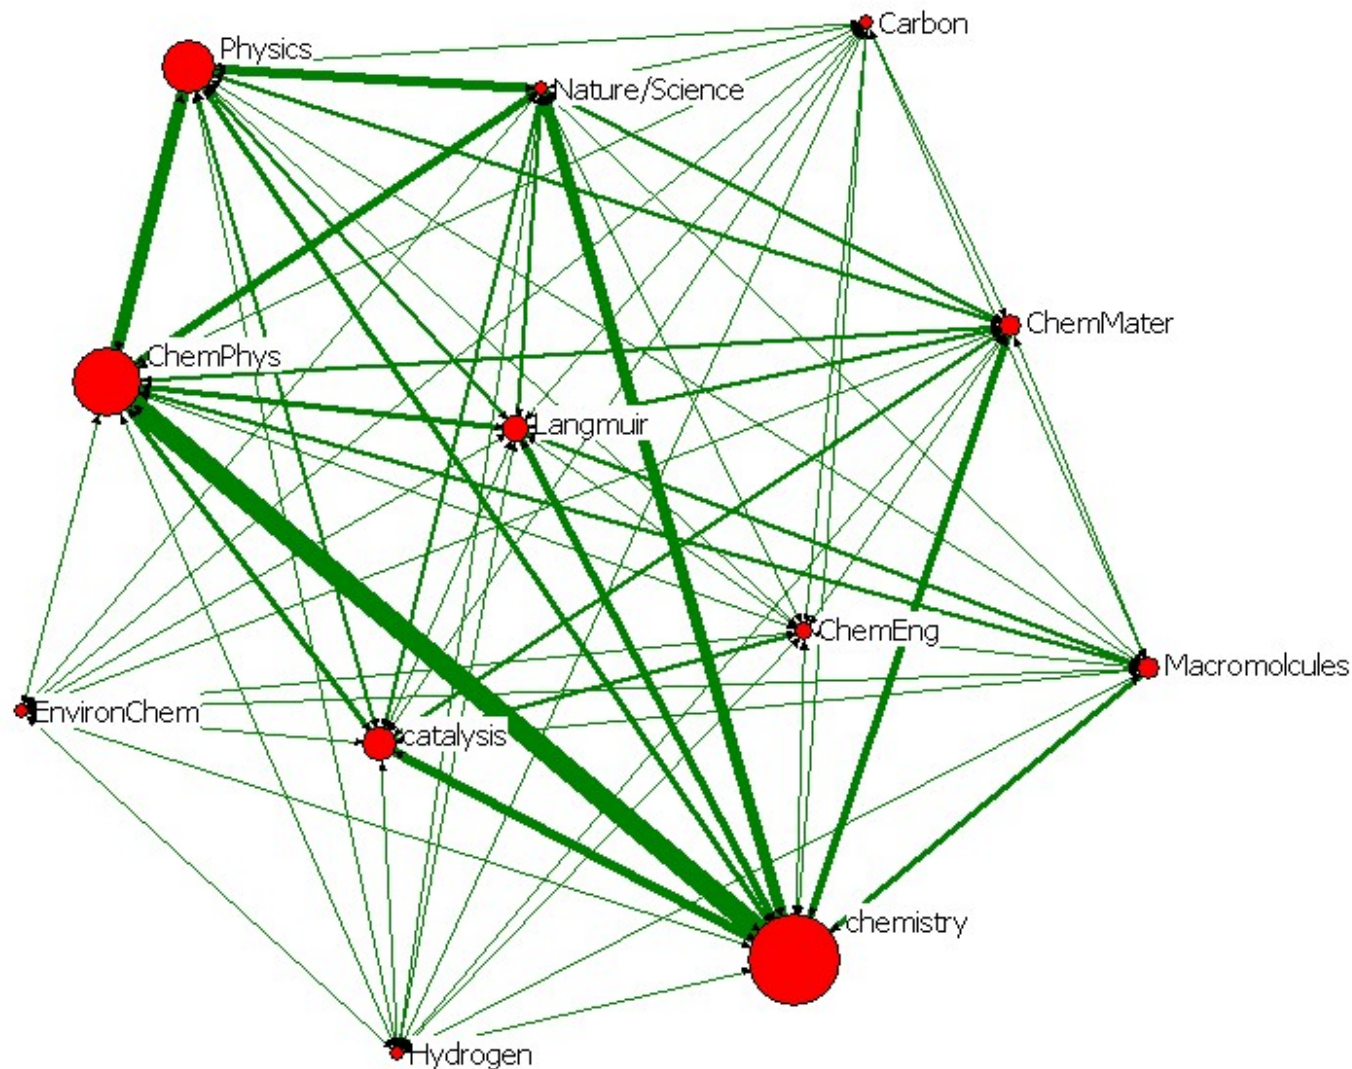 Carbon
Physics
Nature/Science
ChemMater
ChemPhys
Langmuir
ChemEng
Macromolcules
EnvironChem
catalysis
chemistry
Hydrogen